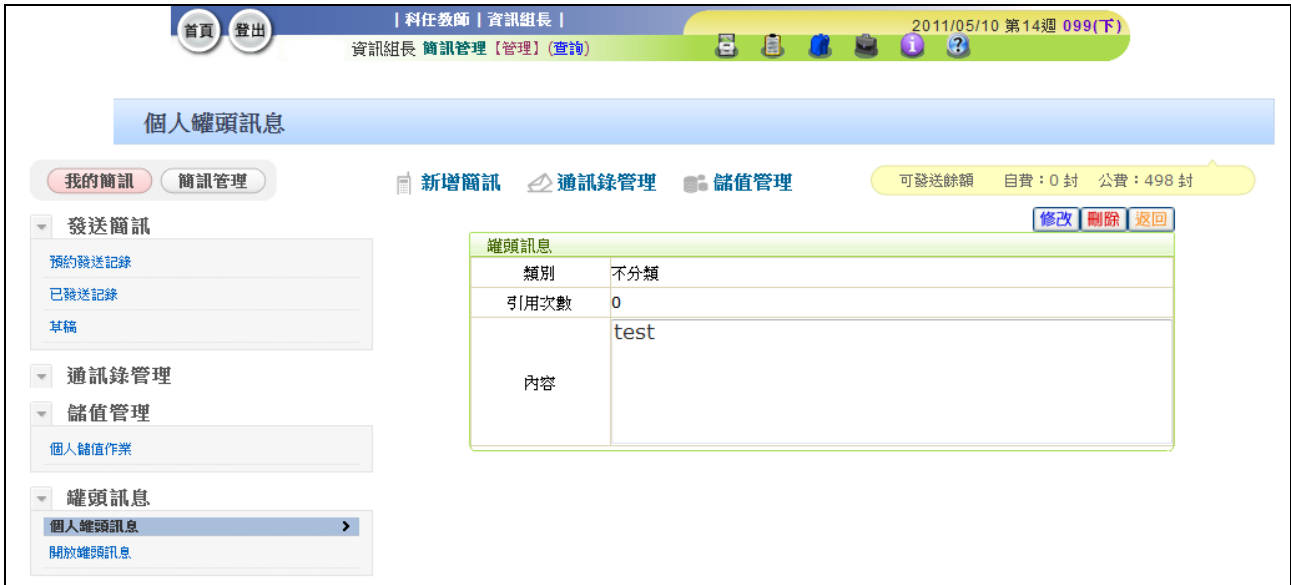 首頁 登出 | 科任教師 | 資訊組長 | 2011/05/10 第14週 099(下)
資訊組長 簡訊管理【管理】(查詢)
個人罐頭訊息
我的簡訊 簡訊管理 新增簡訊 通訊錄管理 儲值管理 可發送餘額 自費：0 封 公費：498 封
修改 刪除 返回
發送簡訊
預約發送記錄
已發送記錄
草稿
通訊錄管理
儲值管理
個人儲值作業
罐頭訊息
個人罐頭訊息
開放罐頭訊息
罐頭訊息
類別 不分類
引用次數 0
內容 test